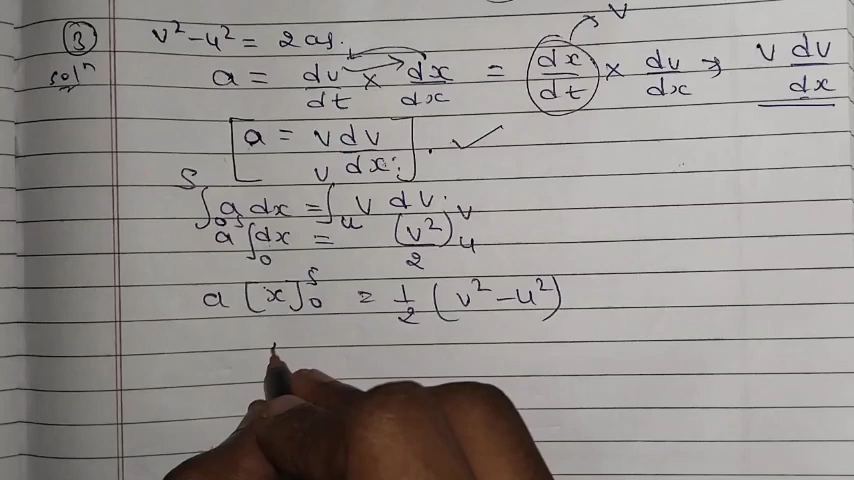 ③ v² - u² = 2as.
solⁿ a = dv/dt × dx/dx = dx/dt × dv/dx → v dv/dx
v
[a = v dv/dx] . ✓
∫₀ˢ a dx = ∫ᵤᵛ v dv.
a ∫₀ˢ dx = (v²/2)ᵤᵛ
a [x]₀ˢ = 1/2 (v² - u²)